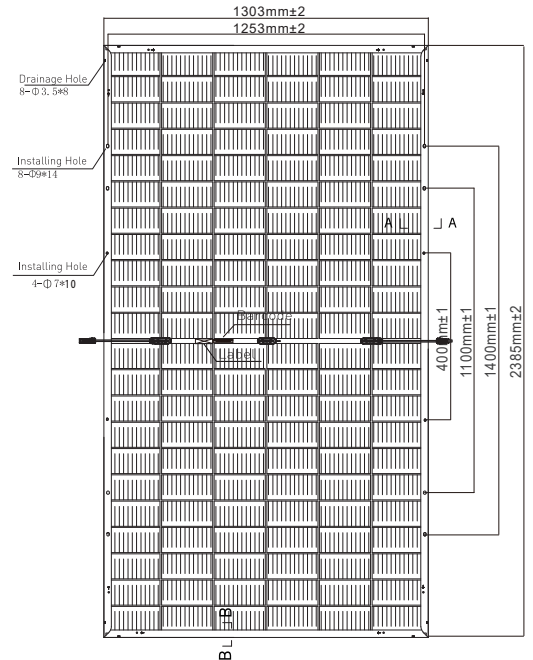 1303mm±2
1253mm±2
Drainage Hole
8-Φ3.5*8
Installing Hole
8-Φ9*14
A A
Installing Hole
4-Φ7*10
Barcode
Label
400mm±1
1100mm±1
1400mm±1
2385mm±2
B
B